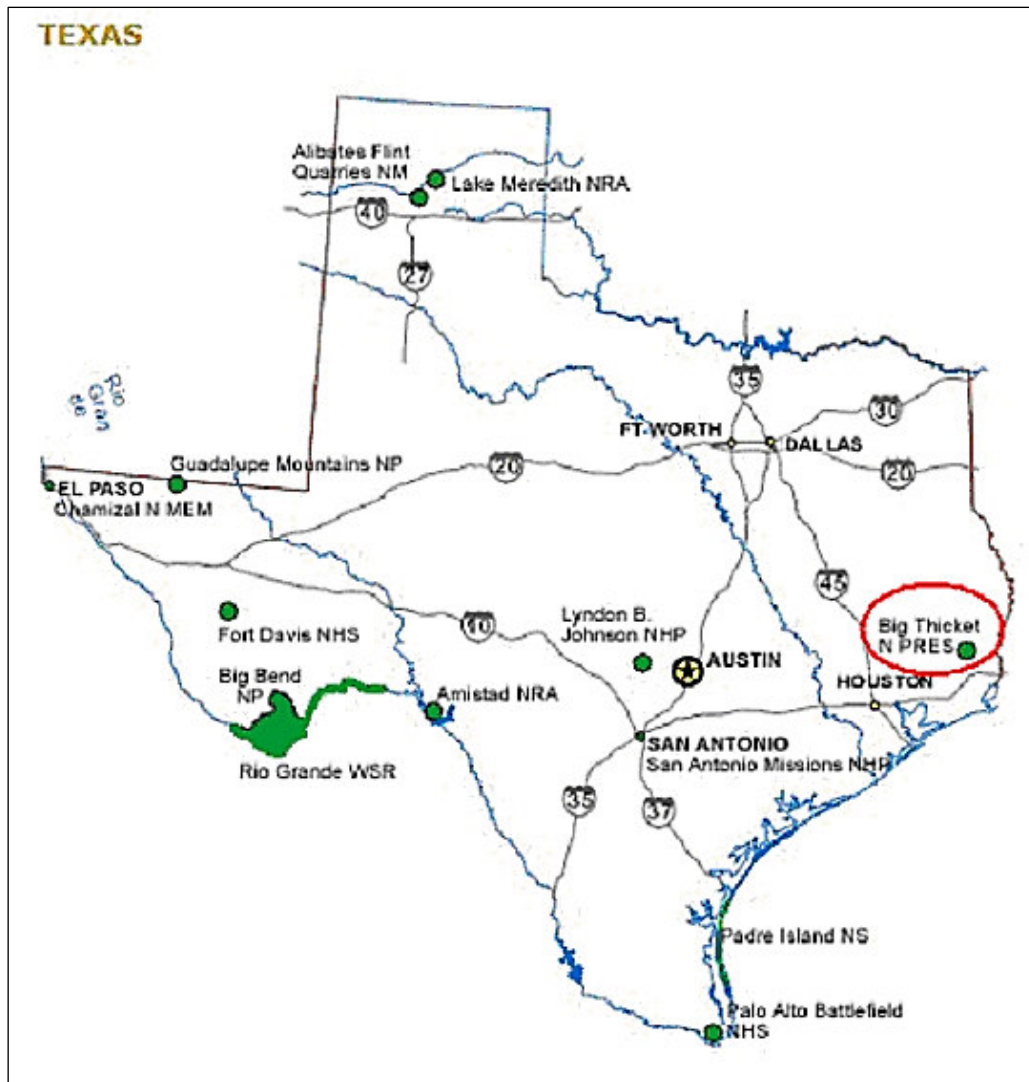 TEXAS
Alibates Flint
Quarries NM
Lake Meredith NRA
40
27
Rio
Gran
de
35
30
FT WORTH
DALLAS
Guadalupe Mountains NP
20
20
EL PASO
Chamizal N MEM
45
Lyndon B.
Johnson NHP
Big Thicket
N PRES
10
Fort Davis NHS
AUSTIN
Big Bend
NP
HOUSTON
Amistad NRA
SAN ANTONIO
San Antonio Missions NHP
Rio Grande WSR
35
37
Padre Island NS
Palo Alto Battlefield
NHS